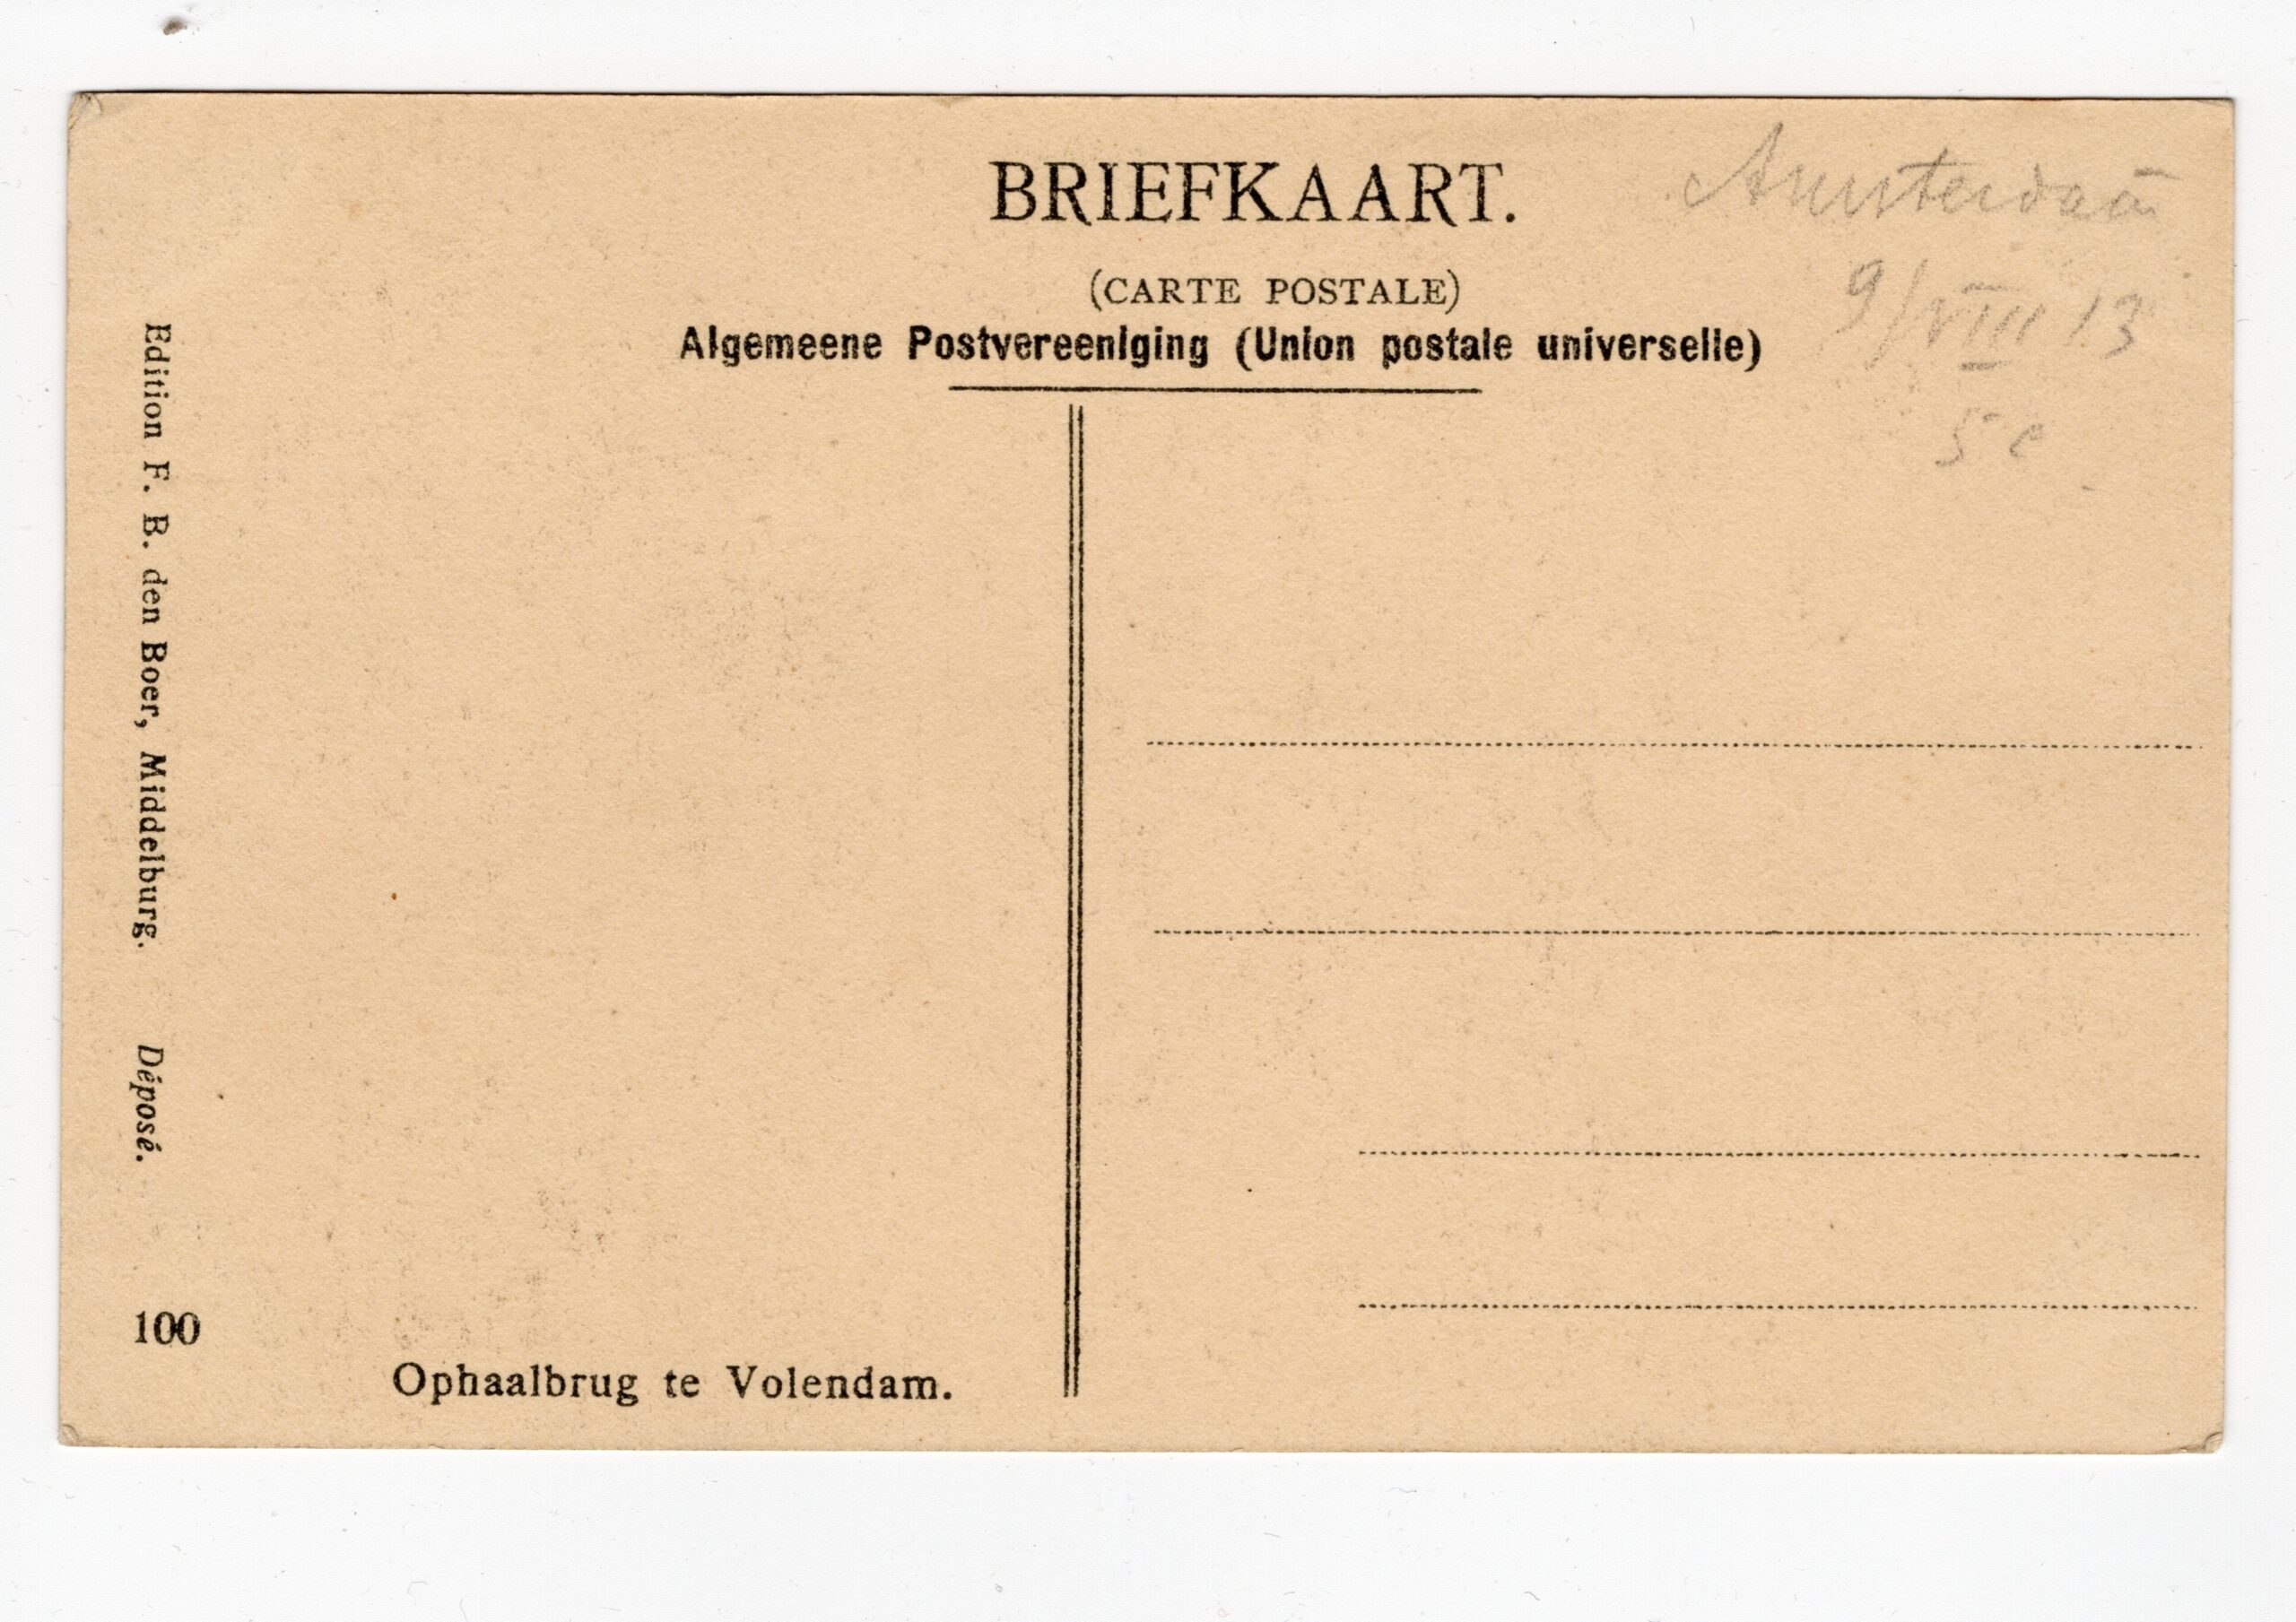 BRIEFKAART.
(CARTE POSTALE)
Algemeene Postvereeniging (Union postale universelle)
Amsterdam
9/VIII 13
5 c
Edition F. B. den Boer, Middelburg. Déposé.
100
Ophaalbrug te Volendam.